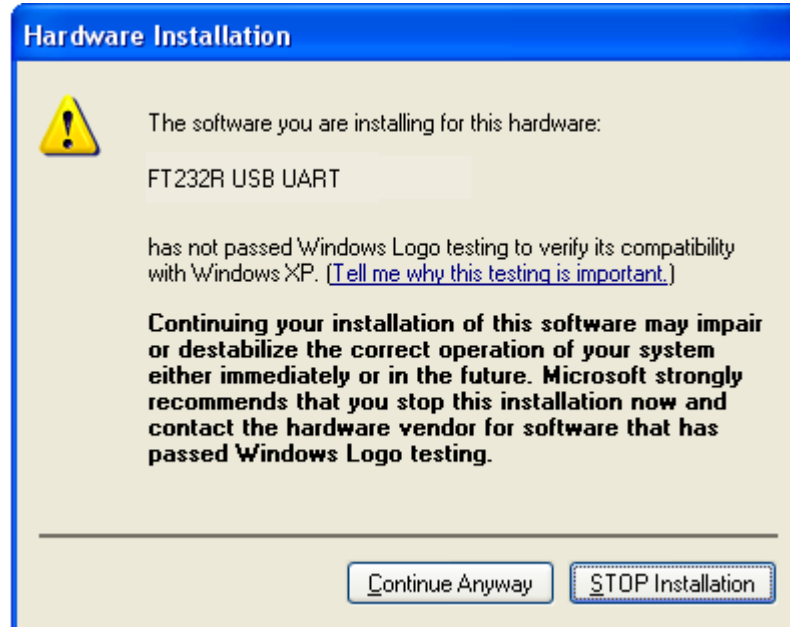 Hardware Installation
The software you are installing for this hardware:
FT232R USB UART
has not passed Windows Logo testing to verify its compatibility
with Windows XP. (Tell me why this testing is important.)
Continuing your installation of this software may impair
or destabilize the correct operation of your system
either immediately or in the future. Microsoft strongly
recommends that you stop this installation now and
contact the hardware vendor for software that has
passed Windows Logo testing.
Continue Anyway
STOP Installation